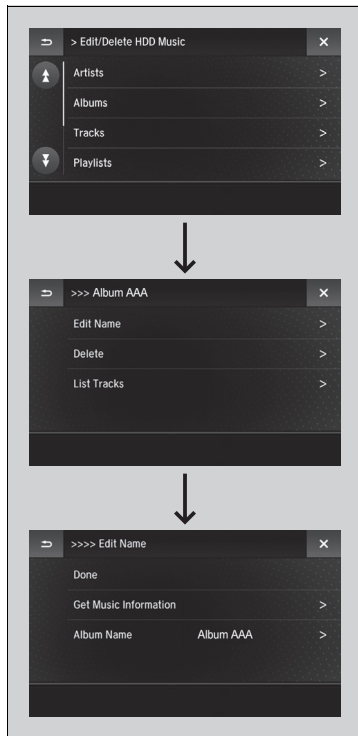 > Edit/Delete HDD Music
Artists >
Albums >
Tracks >
Playlists >
>>> Album AAA
Edit Name >
Delete >
List Tracks >
>>>> Edit Name
Done
Get Music Information >
Album Name Album AAA >